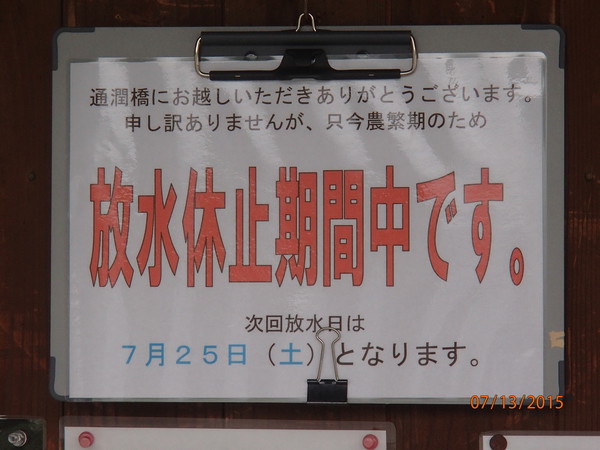 通潤橋にお越しいただきありがとうございます。
申し訳ありませんが、只今農繁期のため
放水休止期間中です。
次回放水日は
７月２５日（土）となります。
07/13/2015